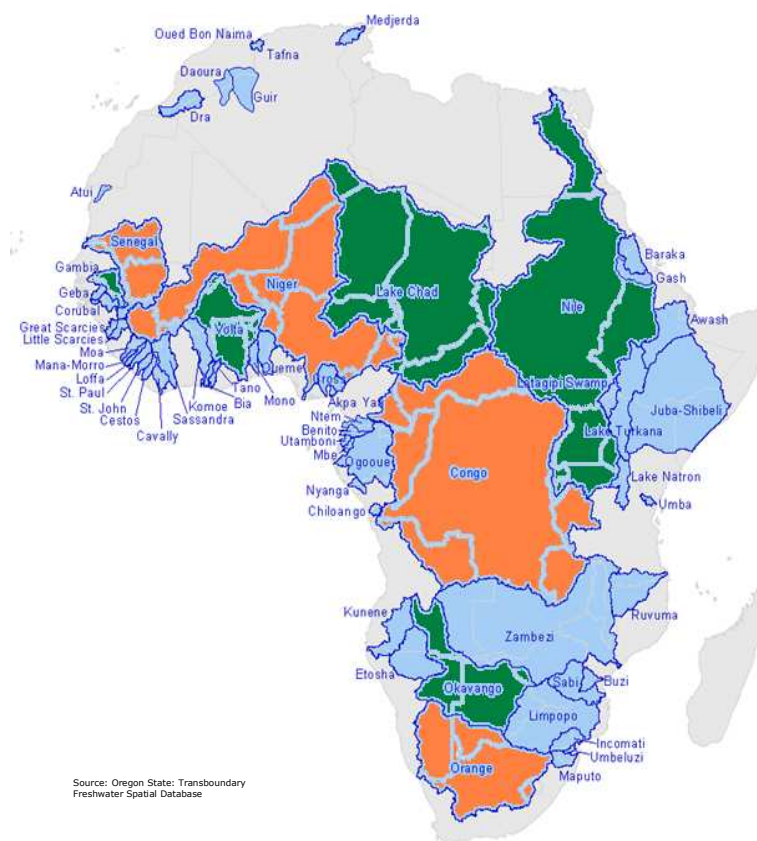 Medjerda
Oued Bon Naima
Tafna
Daoura
Guir
Dra
Atui
Senegal
Gambia
Geba
Corubal
Great Scarcies
Little Scarcies
Moa
Mana-Morro
Loffa
St. Paul
St. John
Cestos
Cavally
Sassandra
Komoe
Bia
Tano
Mono
Volta
Niger
Oueme
Cross
Akpa Yafi
Lake Chad
Nile
Baraka
Gash
Awash
Latagipi Swamp
Juba-Shibeli
Lake Turkana
Lake Natron
Umba
Ntem
Benito
Utamboni
Mbe
Ogooue
Nyanga
Chiloango
Congo
Kunene
Etosha
Zambezi
Ruvuma
Okavango
Sabi
Buzi
Limpopo
Incomati
Umbeluzi
Maputo
Orange
Source: Oregon State: Transboundary
Freshwater Spatial Database